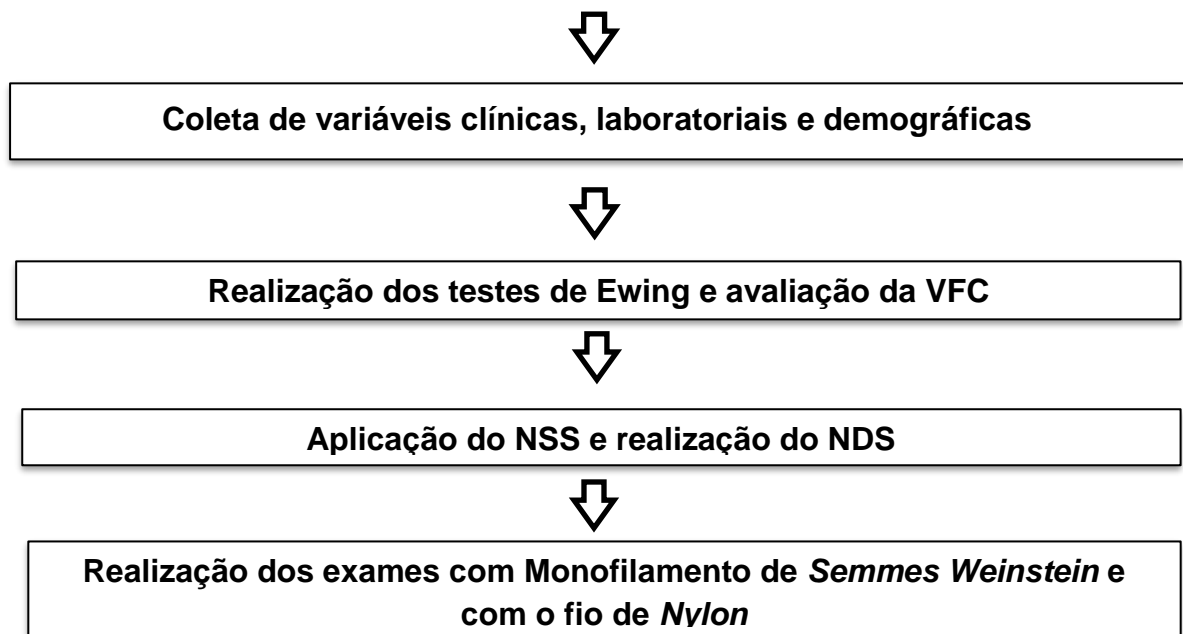 Coleta de variáveis clínicas, laboratoriais e demográficas
Realização dos testes de Ewing e avaliação da VFC
Aplicação do NSS e realização do NDS
Realização dos exames com Monofilamento de Semmes Weinstein e
com o fio de Nylon